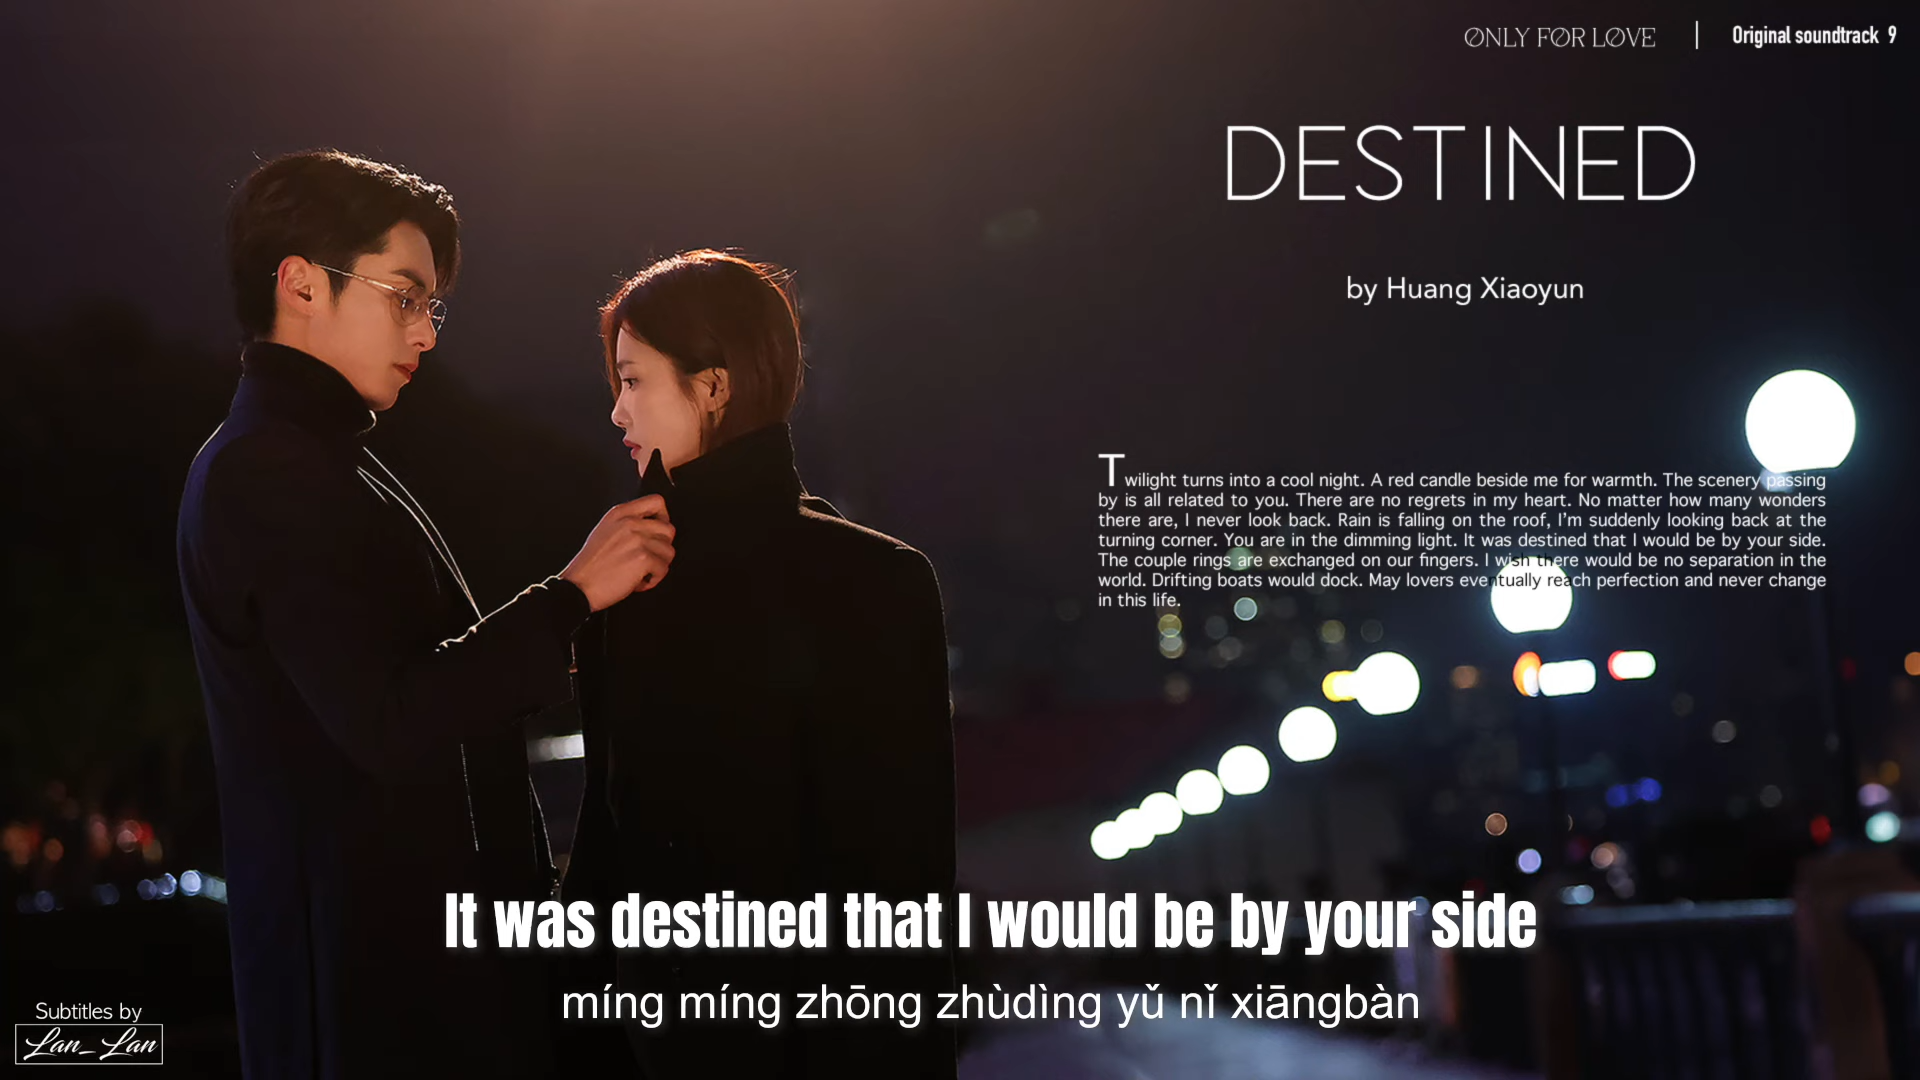 ONLY FOR LOVE | Original soundtrack 9
DESTINED
by Huang Xiaoyun
Twilight turns into a cool night. A red candle beside me for warmth. The scenery passing
by is all related to you. There are no regrets in my heart. No matter how many wonders
there are, I never look back. Rain is falling on the roof, I'm suddenly looking back at the
turning corner. You are in the dimming light. It was destined that I would be by your side.
The couple rings are exchanged on our fingers. I wish there would be no separation in the
world. Drifting boats would dock. May lovers eventually reach perfection and never change
in this life.
It was destined that I would be by your side
míng míng zhōng zhùdìng yǔ nǐ xiāngbàn
Subtitles by
Lan_Lan